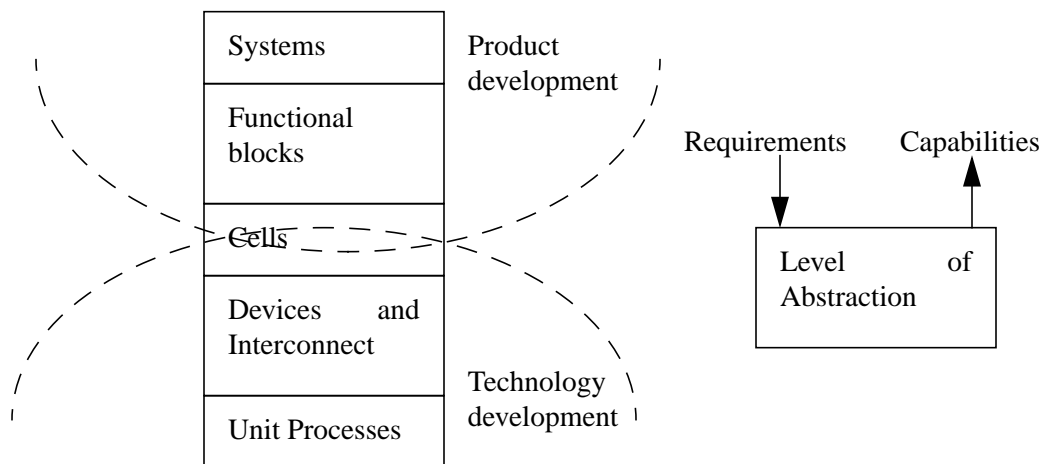 Systems
Product
development
Functional
blocks
Requirements
Capabilities
Cells
Level of
Abstraction
Devices and
Interconnect
Technology
development
Unit Processes